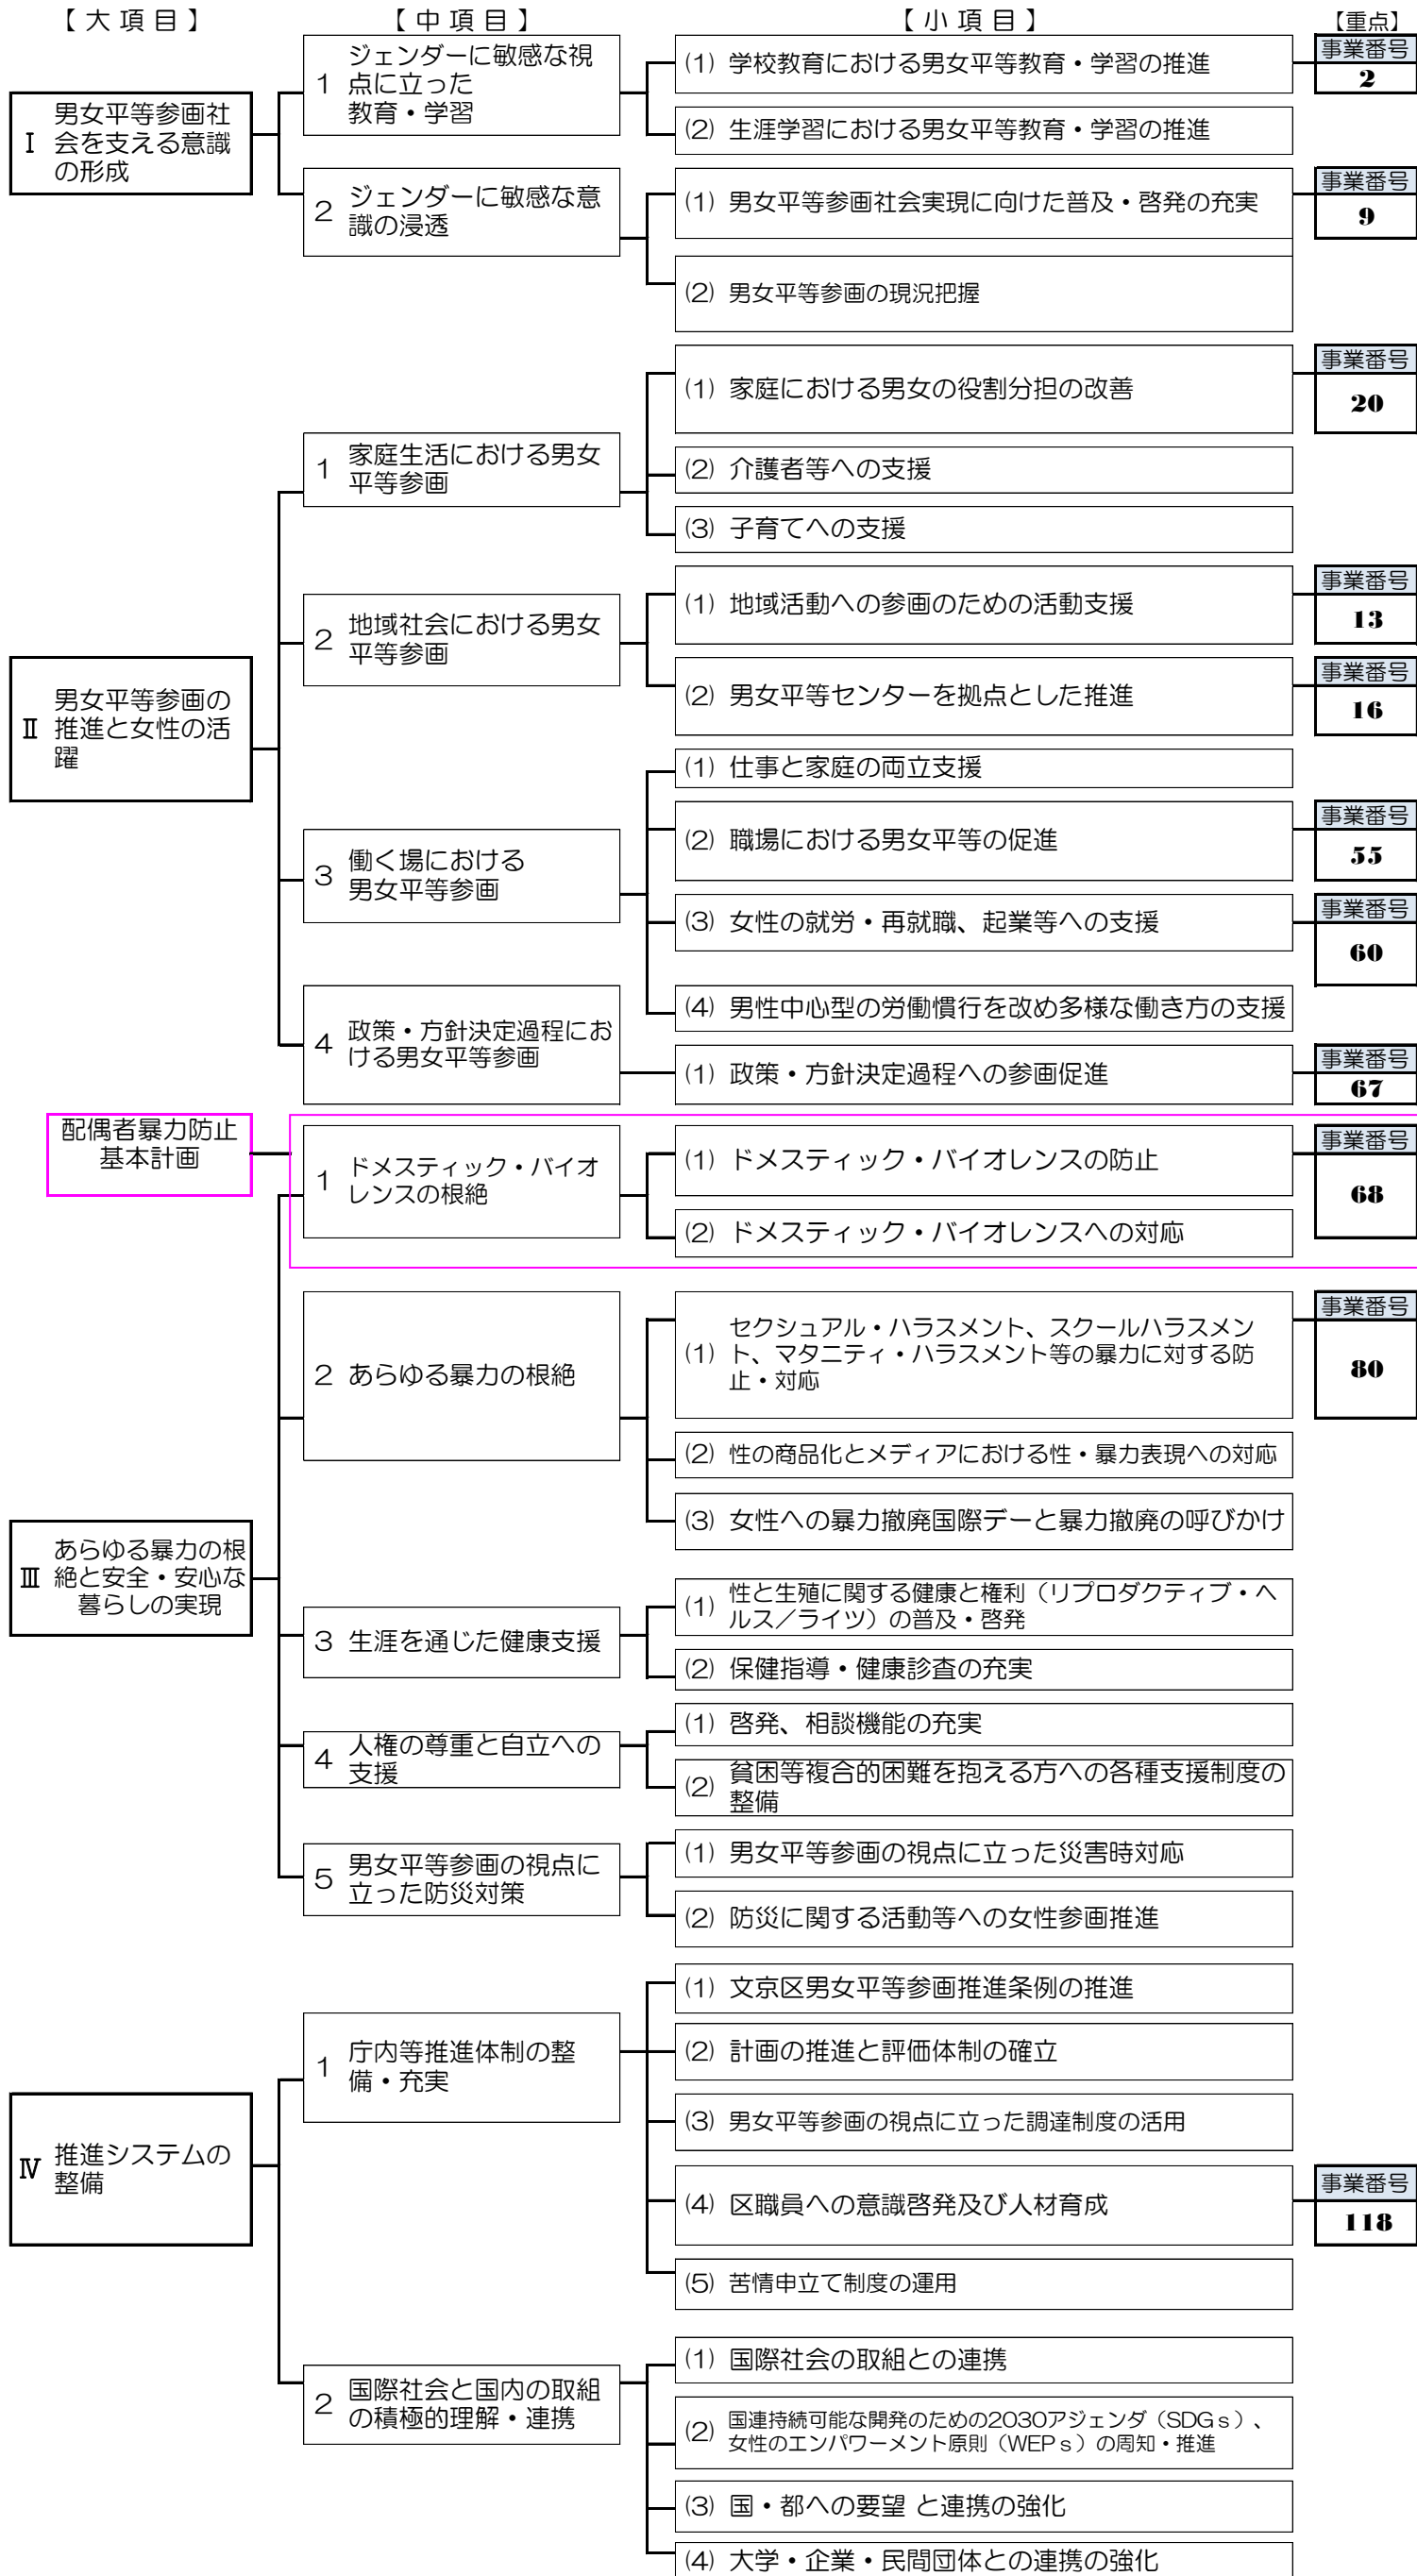 【 大 項 目 】
【 中 項 目 】
【 小 項 目 】
【重点】
Ⅰ
男女平等参画社
会を支える意識
の形成
1
ジェンダーに敏感な視
点に立った
教育・学習
(1) 学校教育における男女平等教育・学習の推進
事業番号
2
(2) 生涯学習における男女平等教育・学習の推進
2
ジェンダーに敏感な意
識の浸透
(1) 男女平等参画社会実現に向けた普及・啓発の充実
事業番号
9
(2) 男女平等参画の現況把握
Ⅱ
男女平等参画の
推進と女性の活
躍
1
家庭生活における男女
平等参画
(1) 家庭における男女の役割分担の改善
事業番号
20
(2) 介護者等への支援
(3) 子育てへの支援
2
地域社会における男女
平等参画
(1) 地域活動への参画のための活動支援
事業番号
13
(2) 男女平等センターを拠点とした推進
事業番号
16
3
働く場における
男女平等参画
(1) 仕事と家庭の両立支援
(2) 職場における男女平等の促進
事業番号
55
(3) 女性の就労・再就職、起業等への支援
事業番号
60
(4) 男性中心型の労働慣行を改め多様な働き方の支援
4
政策・方針決定過程にお
ける男女平等参画
(1) 政策・方針決定過程への参画促進
事業番号
67
配偶者暴力防止
基本計画
Ⅲ
あらゆる暴力の根
絶と安全・安心な
暮らしの実現
1
ドメスティック・バイオ
レンスの根絶
(1) ドメスティック・バイオレンスの防止
事業番号
68
(2) ドメスティック・バイオレンスへの対応
2 あらゆる暴力の根絶
(1)
セクシュアル・ハラスメント、スクールハラスメン
ト、マタニティ・ハラスメント等の暴力に対する防
止・対応
事業番号
80
(2) 性の商品化とメディアにおける性・暴力表現への対応
(3) 女性への暴力撤廃国際デーと暴力撤廃の呼びかけ
3 生涯を通じた健康支援
(1)
性と生殖に関する健康と権利（リプロダクティブ・ヘ
ルス／ライツ）の普及・啓発
(2) 保健指導・健康診査の充実
4
人権の尊重と自立への
支援
(1) 啓発、相談機能の充実
(2)
貧困等複合的困難を抱える方への各種支援制度の
整備
5
男女平等参画の視点に
立った防災対策
(1) 男女平等参画の視点に立った災害時対応
(2) 防災に関する活動等への女性参画推進
Ⅳ
推進システムの
整備
1
庁内等推進体制の整
備・充実
(1) 文京区男女平等参画推進条例の推進
(2) 計画の推進と評価体制の確立
(3) 男女平等参画の視点に立った調達制度の活用
(4) 区職員への意識啓発及び人材育成
事業番号
118
(5) 苦情申立て制度の運用
2
国際社会と国内の取組
の積極的理解・連携
(1) 国際社会の取組との連携
(2)
国連持続可能な開発のための2030アジェンダ（SDGｓ）、
女性のエンパワーメント原則（WEPｓ）の周知・推進
(3) 国・都への要望 と連携の強化
(4) 大学・企業・民間団体との連携の強化